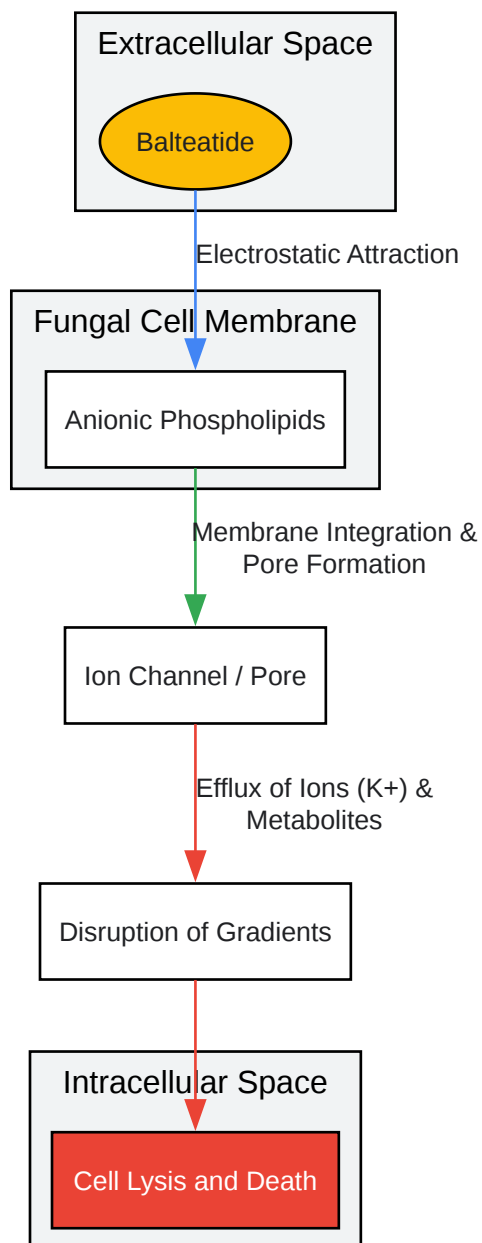 Extracellular Space
Balteatide
Electrostatic Attraction
Fungal Cell Membrane
Anionic Phospholipids
Membrane Integration &
Pore Formation
Ion Channel / Pore
Efflux of Ions (K+) &
Metabolites
Disruption of Gradients
Intracellular Space
Cell Lysis and Death